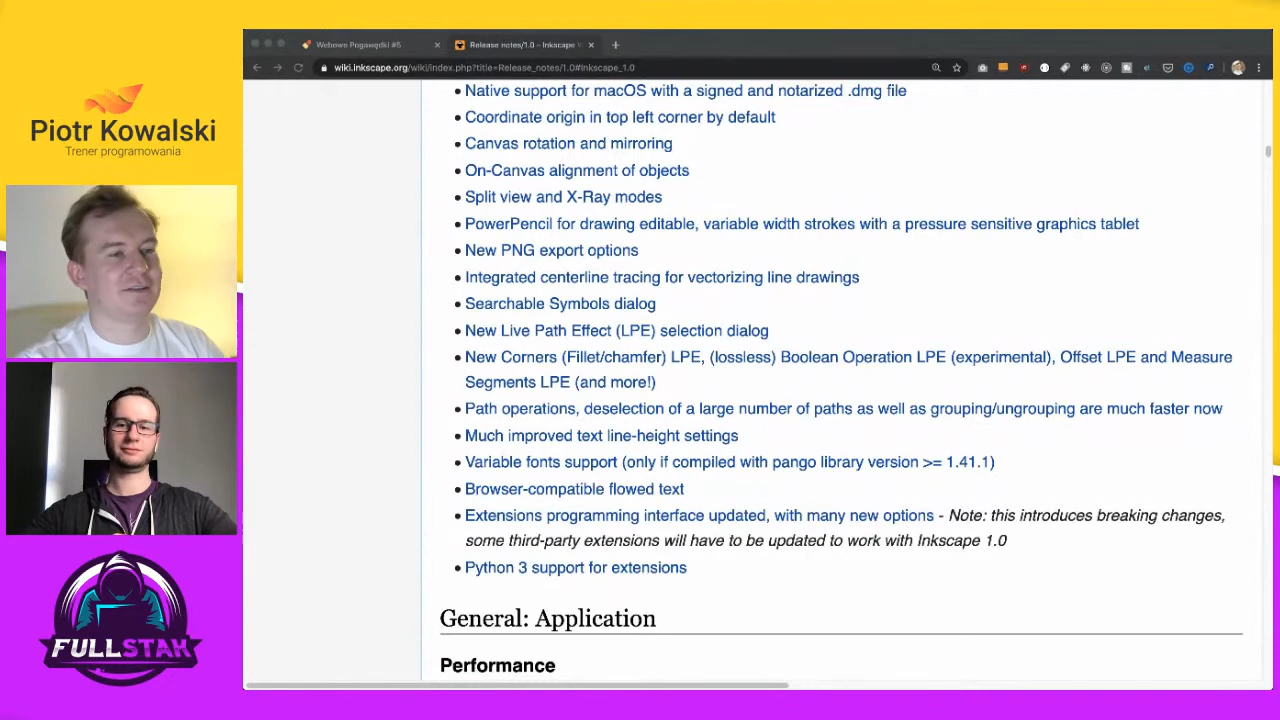 Piotr Kowalski
Trener programowania
FULLSTAK
Webowe Pogawędki #5
Release notes/1.0 – Inkscape W
wiki.inkscape.org/wiki/index.php?title=Release_notes/1.0#Inkscape_1.0
• Native support for macOS with a signed and notarized .dmg file
• Coordinate origin in top left corner by default
• Canvas rotation and mirroring
• On-Canvas alignment of objects
• Split view and X-Ray modes
• PowerPencil for drawing editable, variable width strokes with a pressure sensitive graphics tablet
• New PNG export options
• Integrated centerline tracing for vectorizing line drawings
• Searchable Symbols dialog
• New Live Path Effect (LPE) selection dialog
• New Corners (Fillet/chamfer) LPE, (lossless) Boolean Operation LPE (experimental), Offset LPE and Measure
Segments LPE (and more!)
• Path operations, deselection of a large number of paths as well as grouping/ungrouping are much faster now
• Much improved text line-height settings
• Variable fonts support (only if compiled with pango library version >= 1.41.1)
• Browser-compatible flowed text
• Extensions programming interface updated, with many new options - Note: this introduces breaking changes,
some third-party extensions will have to be updated to work with Inkscape 1.0
• Python 3 support for extensions
General: Application
Performance